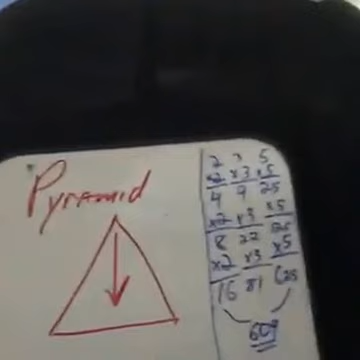 Pyramid
2 3 5
x2 x3 x5
4 9 25
x2 x3 x5
8 27 125
x2 x3 x5
16 81 625
609